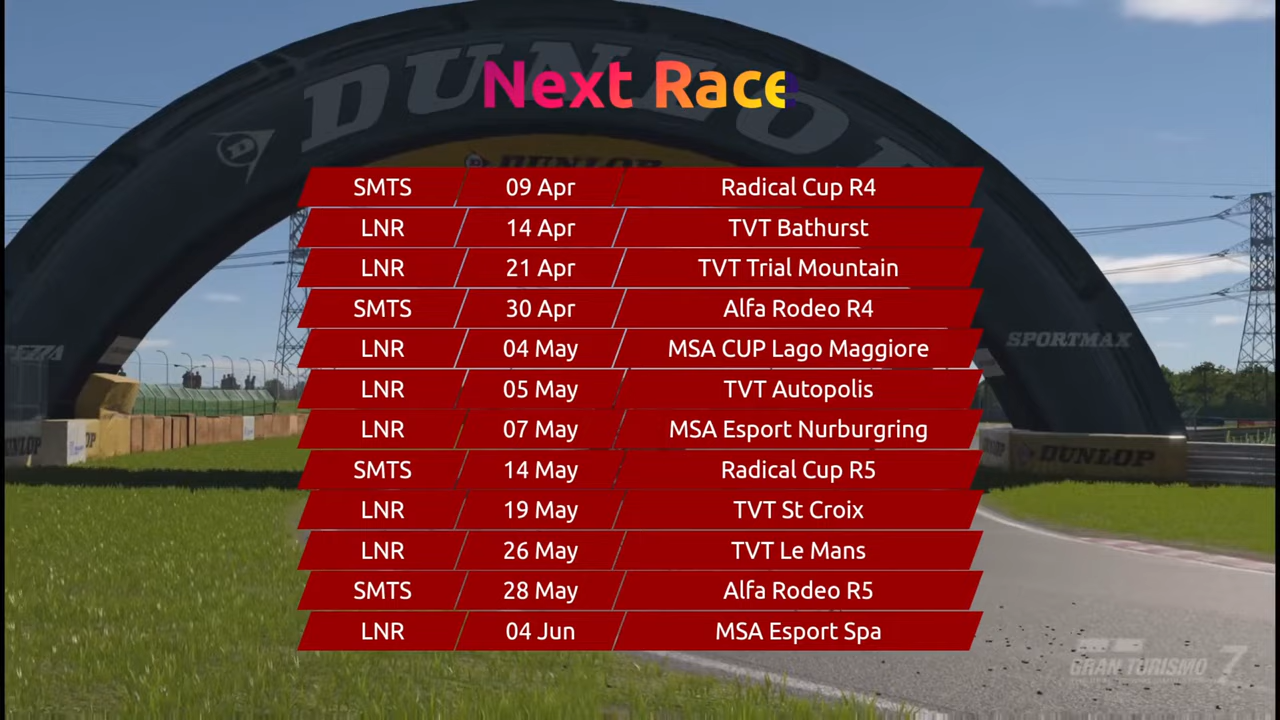 DUNLOP
Next Race
DUNLOP
SMTS 09 Apr Radical Cup R4
LNR 14 Apr TVT Bathurst
LNR 21 Apr TVT Trial Mountain
SMTS 30 Apr Alfa Rodeo R4
SPORTMAX
LNR 04 May MSA CUP Lago Maggiore
LNR 05 May TVT Autopolis
LNR 07 May MSA Esport Nurburgring
DUNLOP
SMTS 14 May Radical Cup R5
LNR 19 May TVT St Croix
LNR 26 May TVT Le Mans
SMTS 28 May Alfa Rodeo R5
LNR 04 Jun MSA Esport Spa
GRAN TURISMO 7